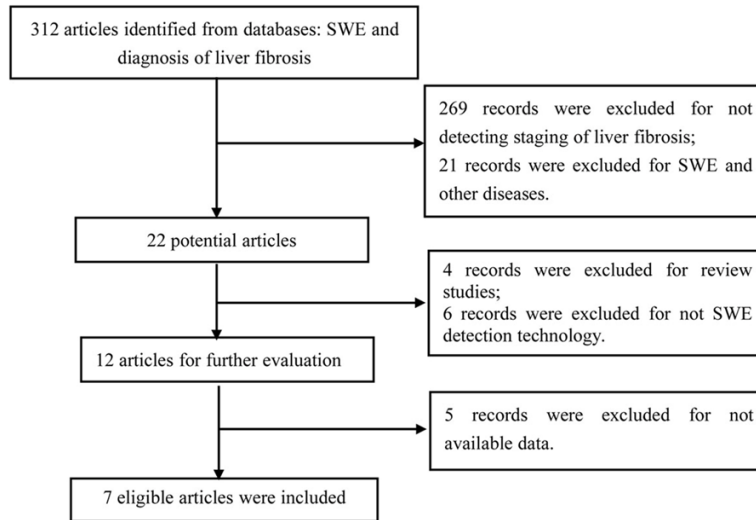 312 articles identified from databases: SWE and
diagnosis of liver fibrosis
269 records were excluded for not
detecting staging of liver fibrosis;
21 records were excluded for SWE and
other diseases.
22 potential articles
4 records were excluded for review
studies;
6 records were excluded for not SWE
detection technology.
12 articles for further evaluation
5 records were excluded for not
available data.
7 eligible articles were included